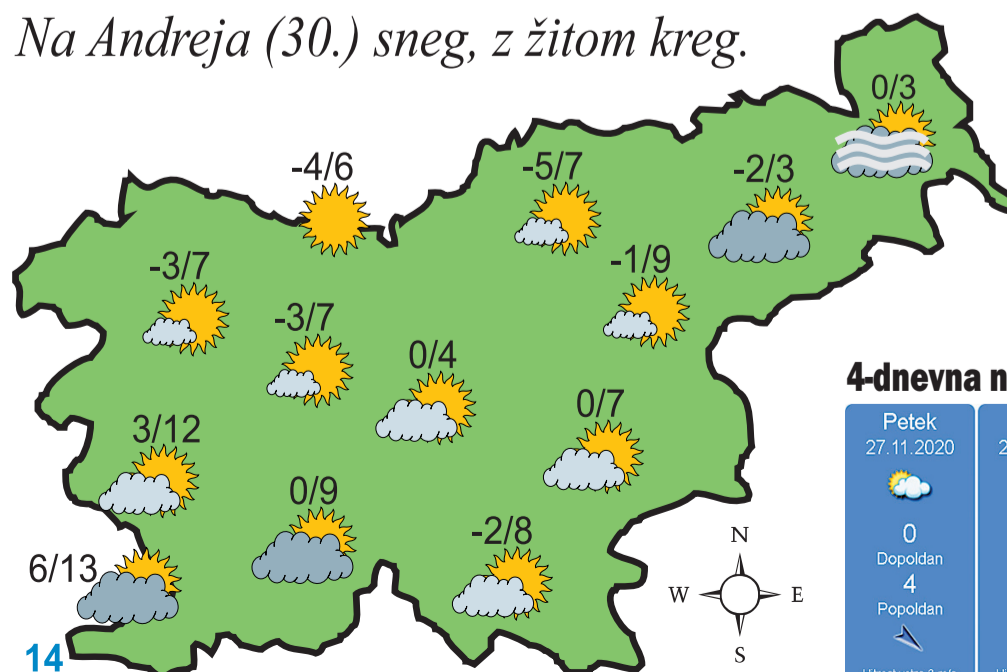 Na Andreja (30.) sneg, z žitom kreg.
0/3
-4/6
-5/7
-2/3
-3/7
-1/9
-3/7
0/4
0/7
3/12
0/9
-2/8
6/13
N
W E
S
14
4-dnevna n
Petek
27.11.2020
0
Dopoldan
4
Popoldan
2